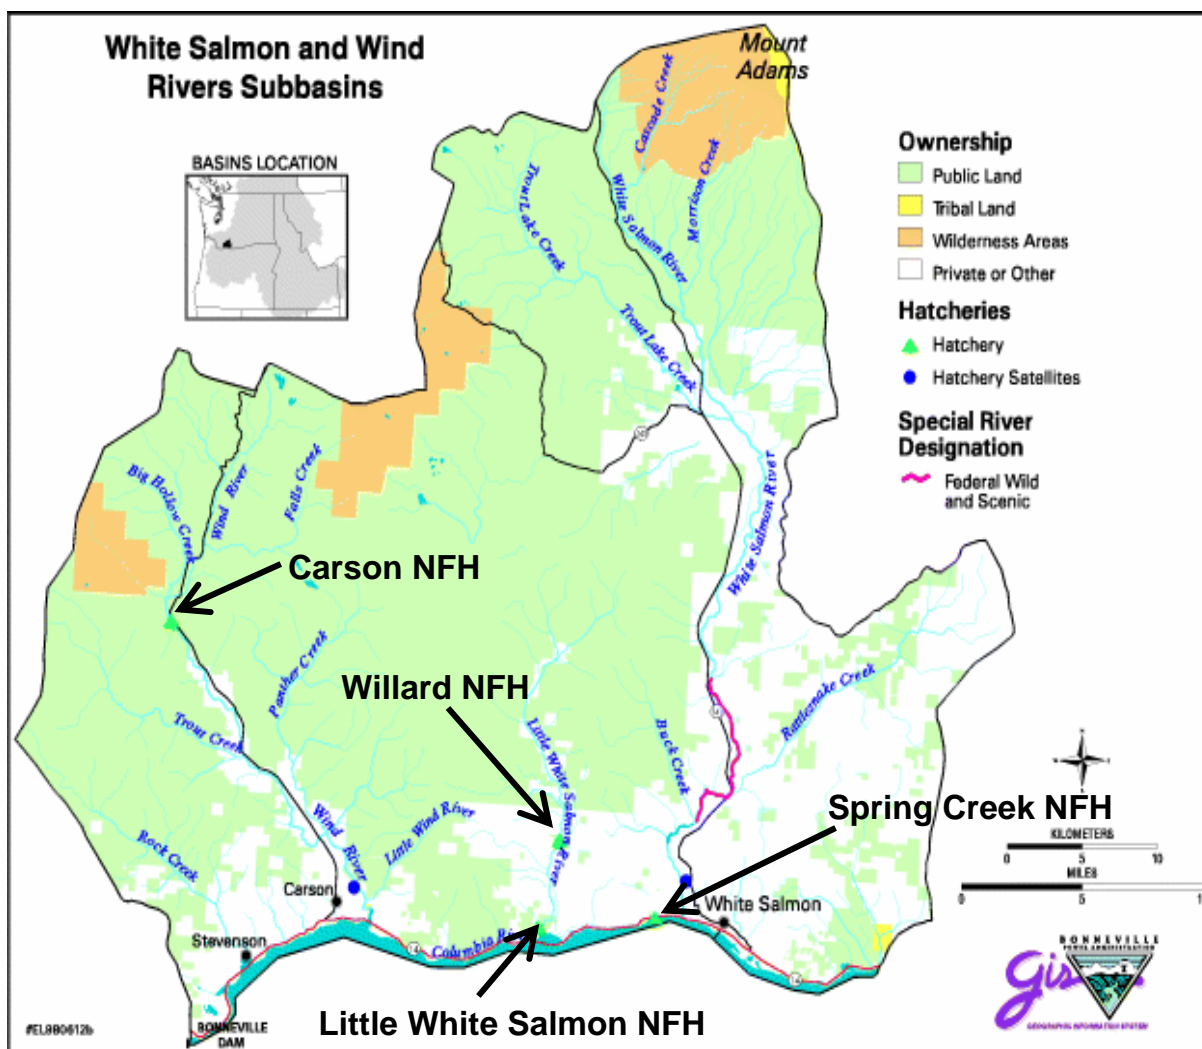 White Salmon and Wind
Rivers Subbasins
BASINS LOCATION
Mount
Adams
Cascade Creek
Morrison Creek
White Salmon River
Trout Lake Creek
Trout Lake Creek
White Salmon River
Ownership
Public Land
Tribal Land
Wilderness Areas
Private or Other
Hatcheries
Hatchery
Hatchery Satellites
Special River
Designation
Federal Wild
and Scenic
Big Hollow Creek
Wind River
Falls Creek
Carson NFH
Panther Creek
Willard NFH
Trout Creek
Little White Salmon River
Buck Creek
Rattlesnake Creek
Spring Creek NFH
KILOMETERS
0 5 10
MILES
0 5
Wind River
Little Wind River
Rock Creek
Carson
White Salmon
Stevenson
Columbia
14
14
Little White Salmon NFH
BONNEVILLE
DAM
#EL980612b
BONNEVILLE
POWER ADMINISTRATION
Gis
GEOGRAPHIC INFORMATION SYSTEM